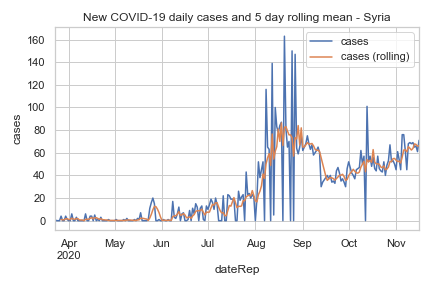 New COVID-19 daily cases and 5 day rolling mean - Syria
cases
cases (rolling)
160
140
120
100
80
60
40
20
0
cases
Apr
2020
May
Jun
Jul
Aug
Sep
Oct
Nov
dateRep